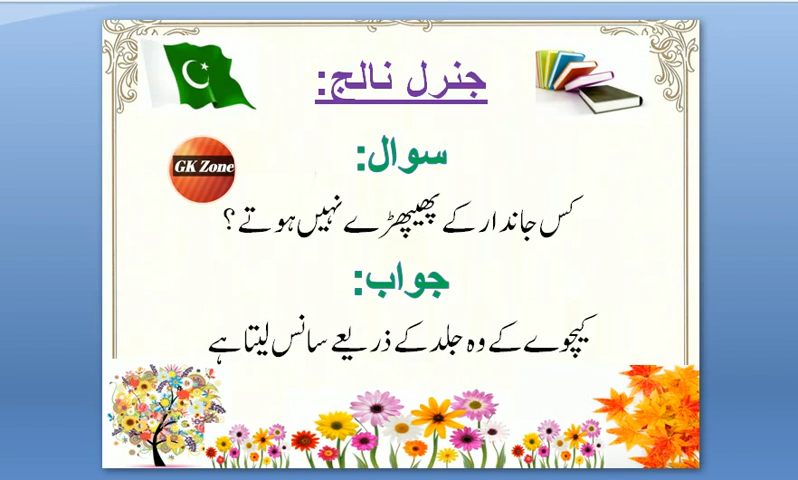 جنرل نالج:
سوال:
GK Zone
کس جاندار کے پھیپھڑے نہیں ہوتے ؟
جواب:
کیچوے کے وہ جلد کے ذریعے سانس لیتا ہے